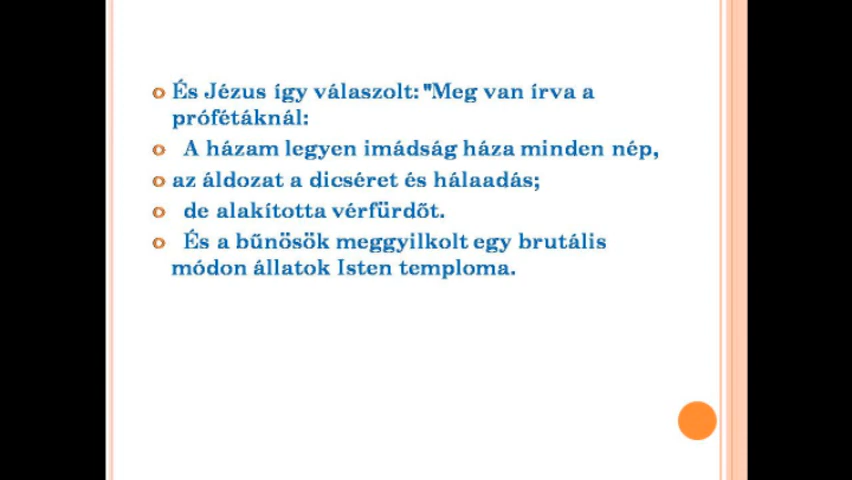 És Jézus így válaszolt: "Meg van írva a
prófétáknál:
A házam legyen imádság háza minden nép,
az áldozat a dicséret és hálaadás;
de alakította vérfürdőt.
És a bűnösök meggyilkolt egy brutális
módon állatok Isten temploma.